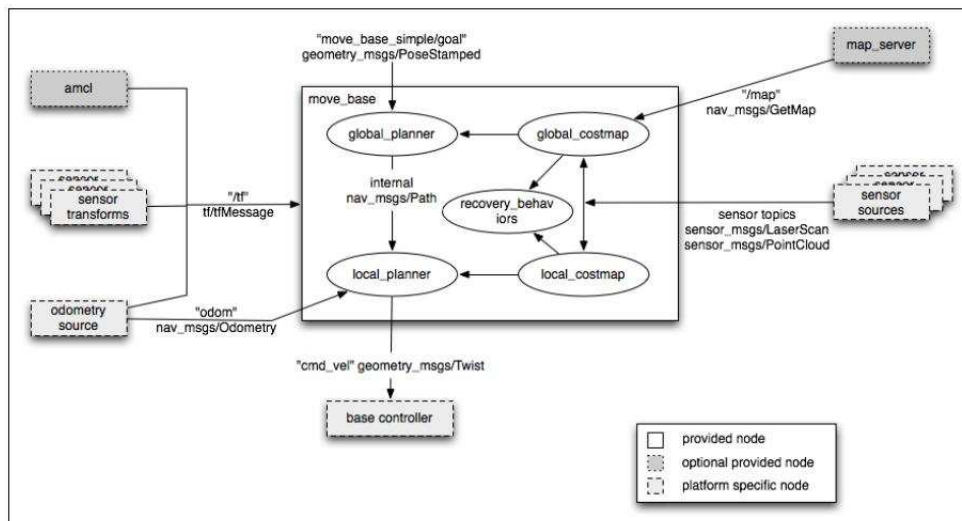 "move_base_simple/goal"
geometry_msgs/PoseStamped
map_server
amcl
move_base
"/map"
nav_msgs/GetMap
global_planner
global_costmap
"/tf"
tf/tfMessage
sensor
transforms
internal
nav_msgs/Path
recovery_behav
iors
sensor topics
sensor_msgs/LaserScan
sensor_msgs/PointCloud
sensor
sources
local_planner
local_costmap
odometry
source
"odom"
nav_msgs/Odometry
"cmd_vel" geometry_msgs/Twist
base controller
provided node
optional provided node
platform specific node